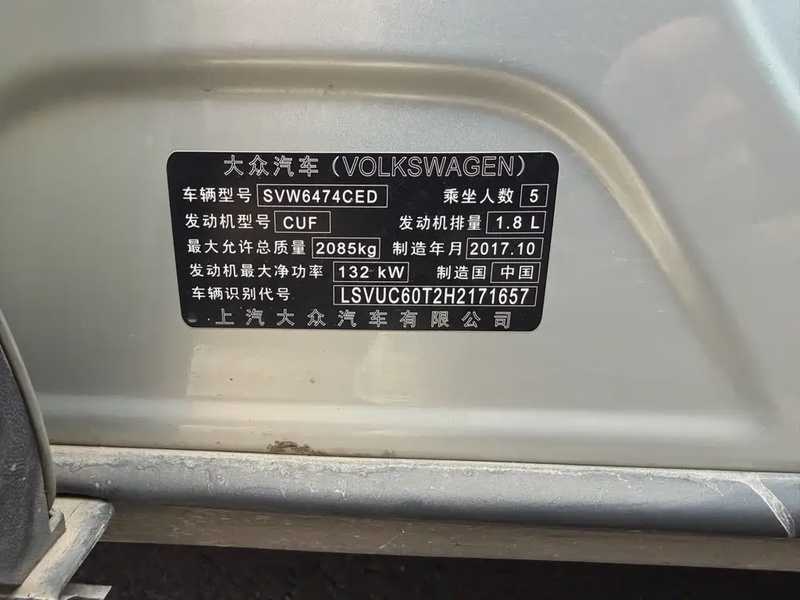 大众汽车(VOLKSWAGEN)
车辆型号 SVW6474CED 乘坐人数 5
发动机型号 CUF 发动机排量 1.8 L
最大允许总质量 2085kg 制造年月 2017.10
发动机最大净功率 132 kW 制造国 中国
车辆识别代号 LSVUC60T2H2171657
上汽大众汽车有限公司